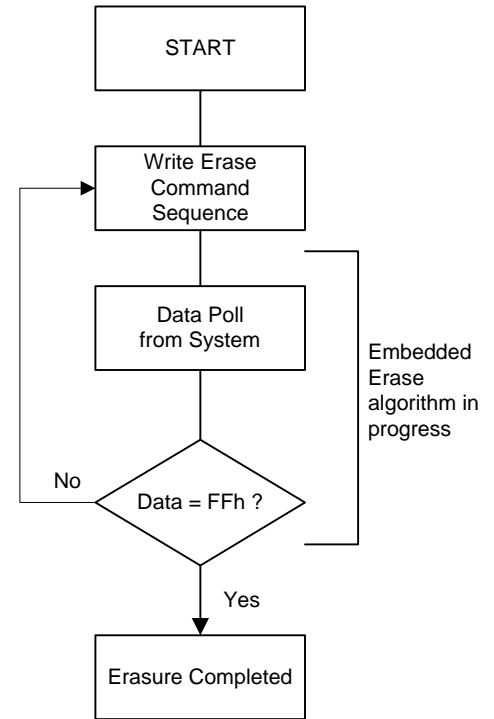 START
Write Erase
Command
Sequence
Data Poll
from System
Embedded
Erase
algorithm in
progress
No
Data = FFh ?
Yes
Erasure Completed